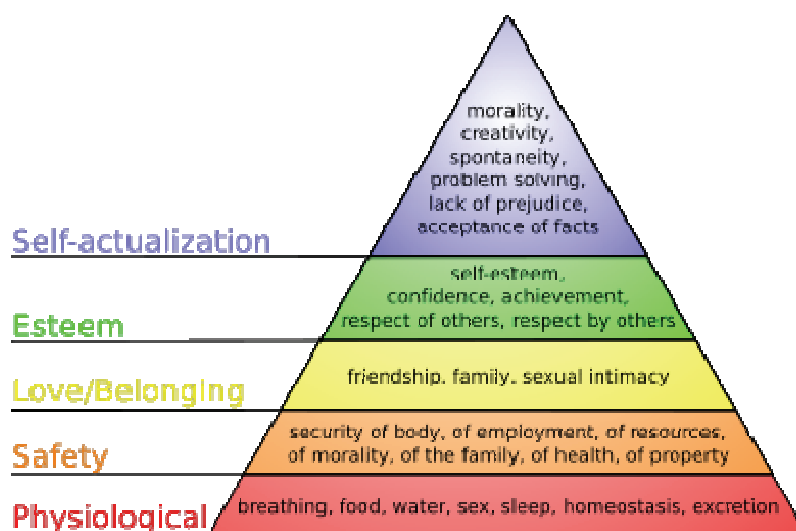 morality,
creativity,
spontaneity,
problem solving,
lack of prejudice,
acceptance of facts
Self-actualization
self-esteem,
confidence, achievement,
respect of others, respect by others
Esteem
friendship, family, sexual intimacy
Love/Belonging
security of body, of employment, of resources,
of morality, of the family, of health, of property
Safety
breathing, food, water, sex, sleep, homeostasis, excretion
Physiological